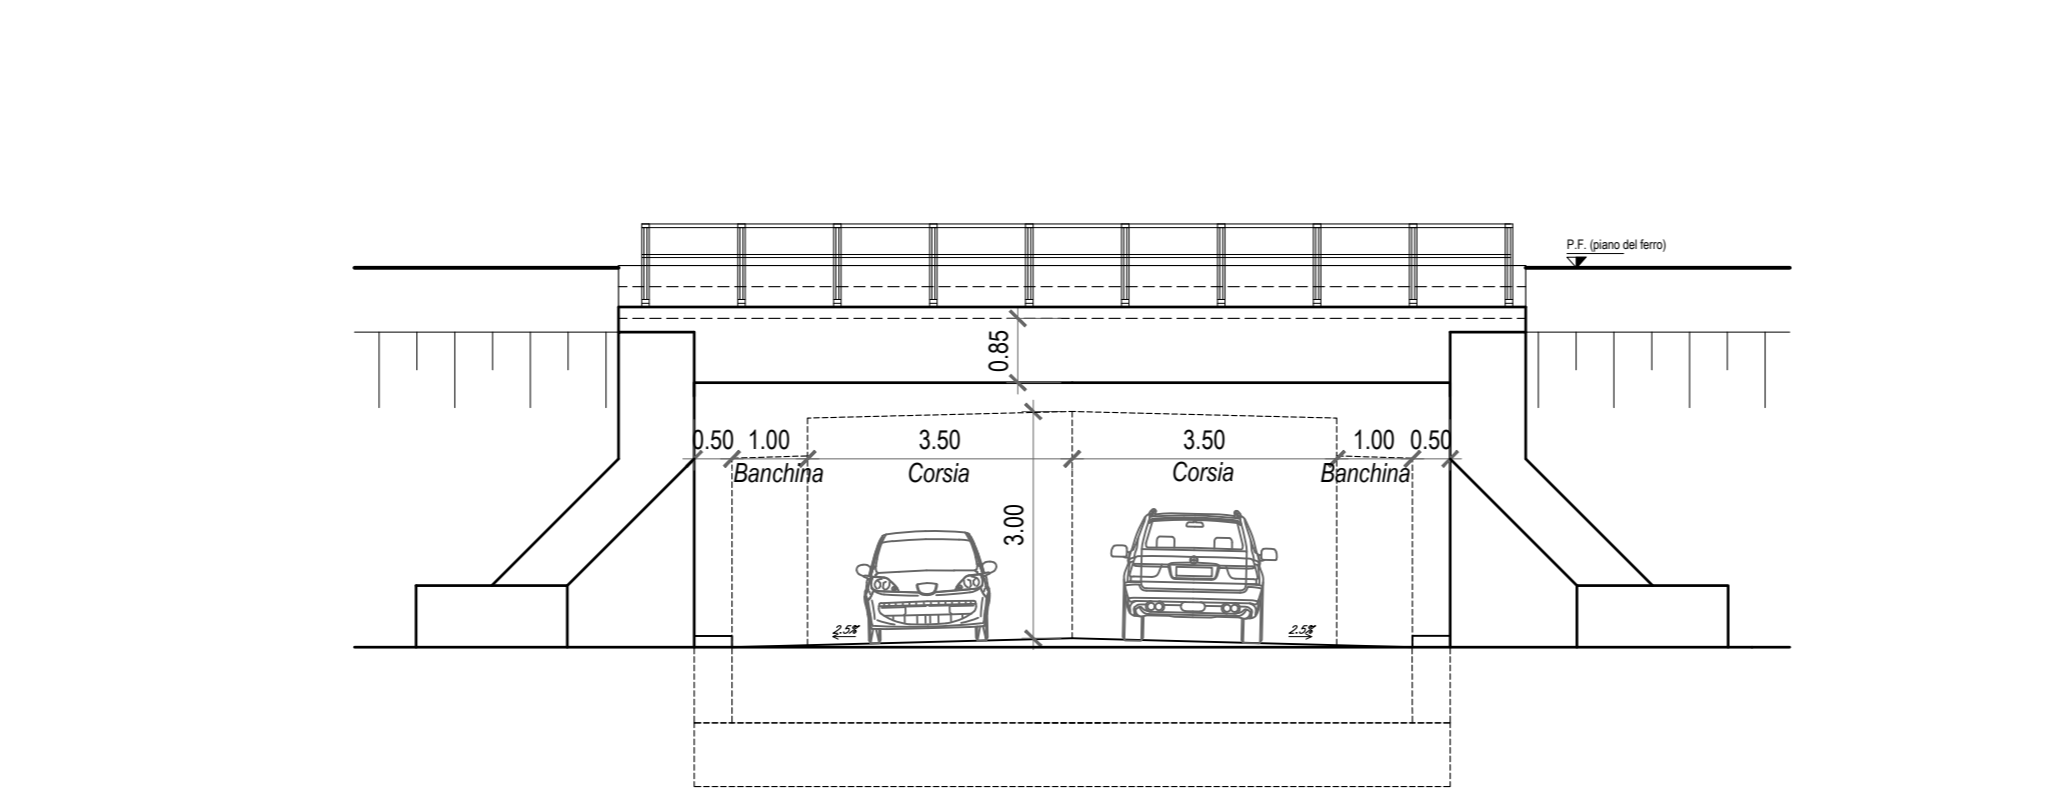 P.F. (piano del ferro)
0.85
0.50 1.00 3.50 3.50 1.00 0.50
Banchina Corsia Corsia Banchina
3.00
2.5% 2.5%